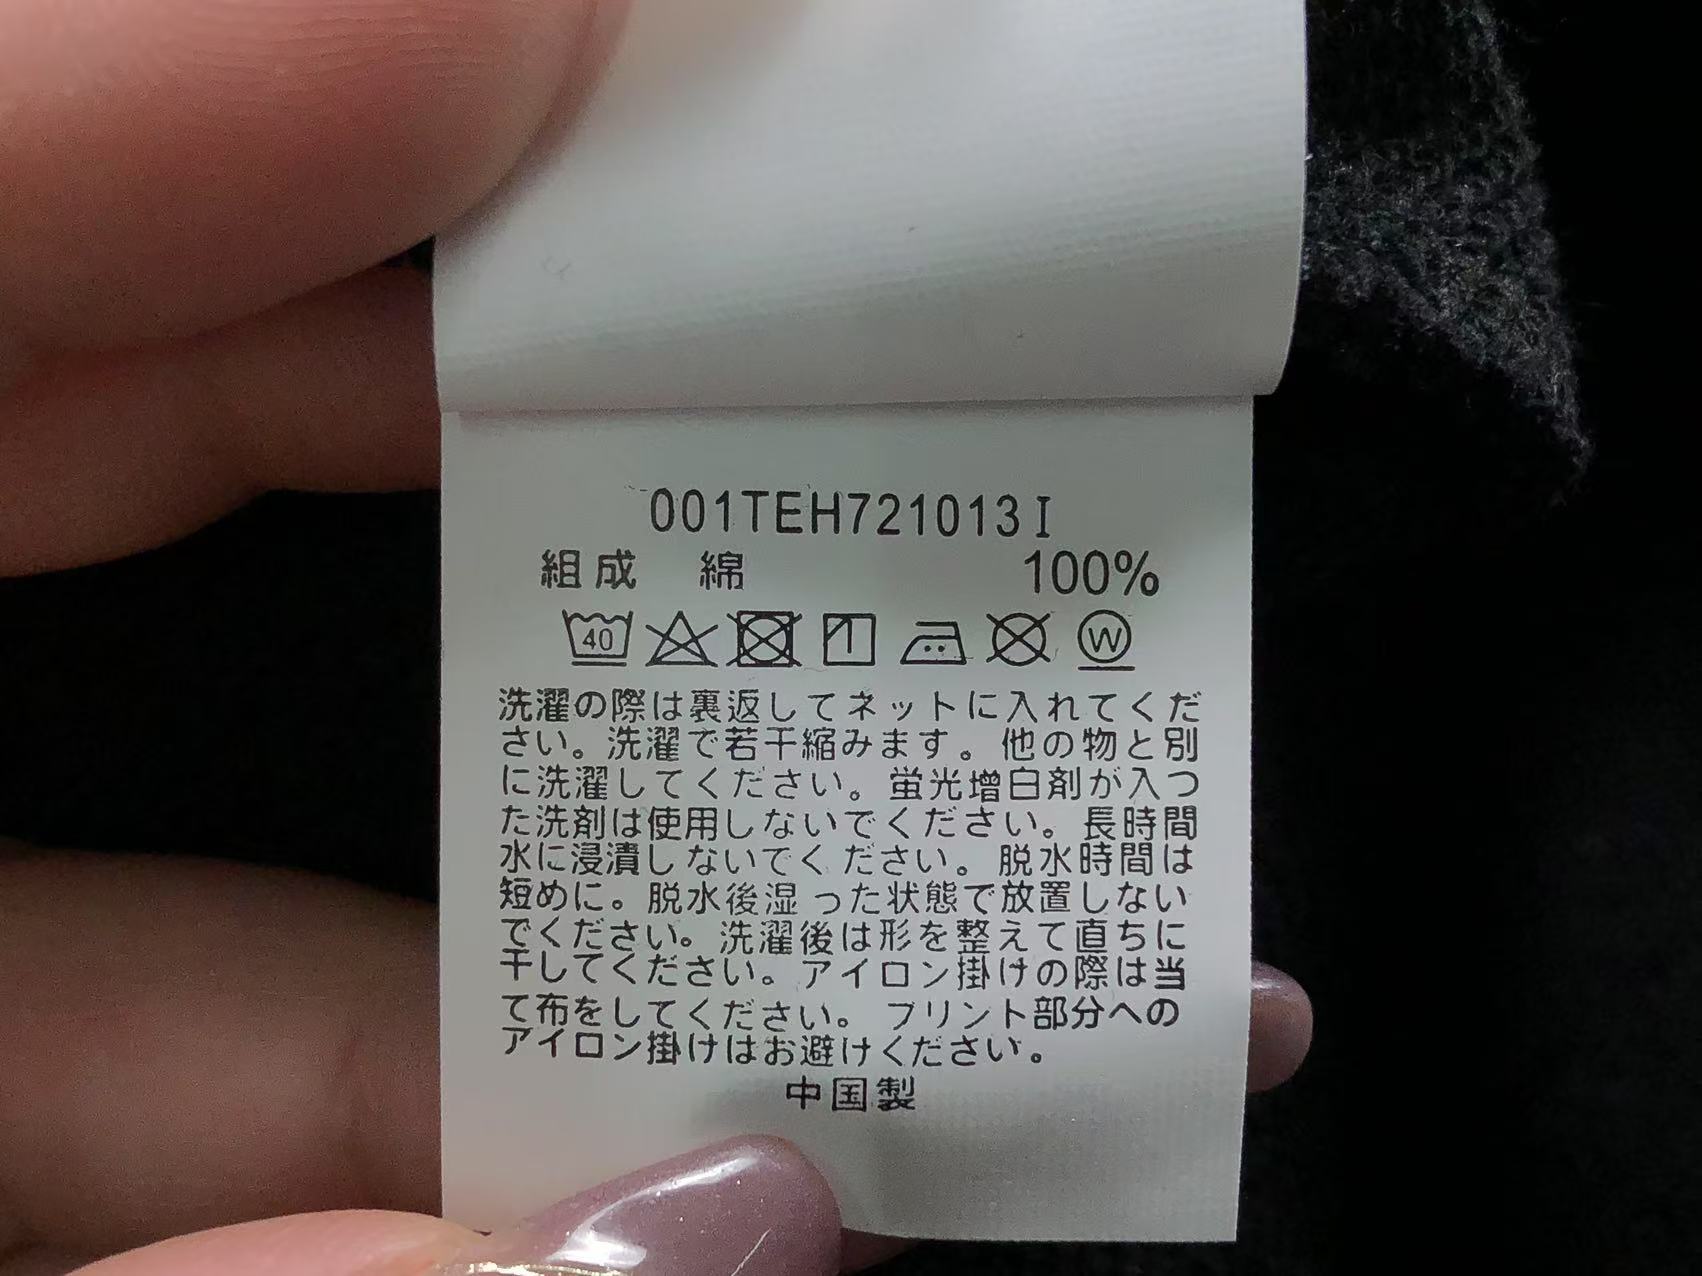 001TEH721013I
組成 綿 100%
40 W
洗濯の際は裏返してネットに入れてくだ
さい。洗濯で若干縮みます。他の物と別
に洗濯してください。蛍光増白剤が入つ
た洗剤は使用しないでください。長時間
水に浸漬しないてください。脱水時間は
短めに。脱水後湿った状態で放置しない
でください。洗濯後は形を整えて直ちに
干してください。アイロン掛けの際は当
て布をしてください。プリント部分への
アイロン掛けはお避けください。
中国製